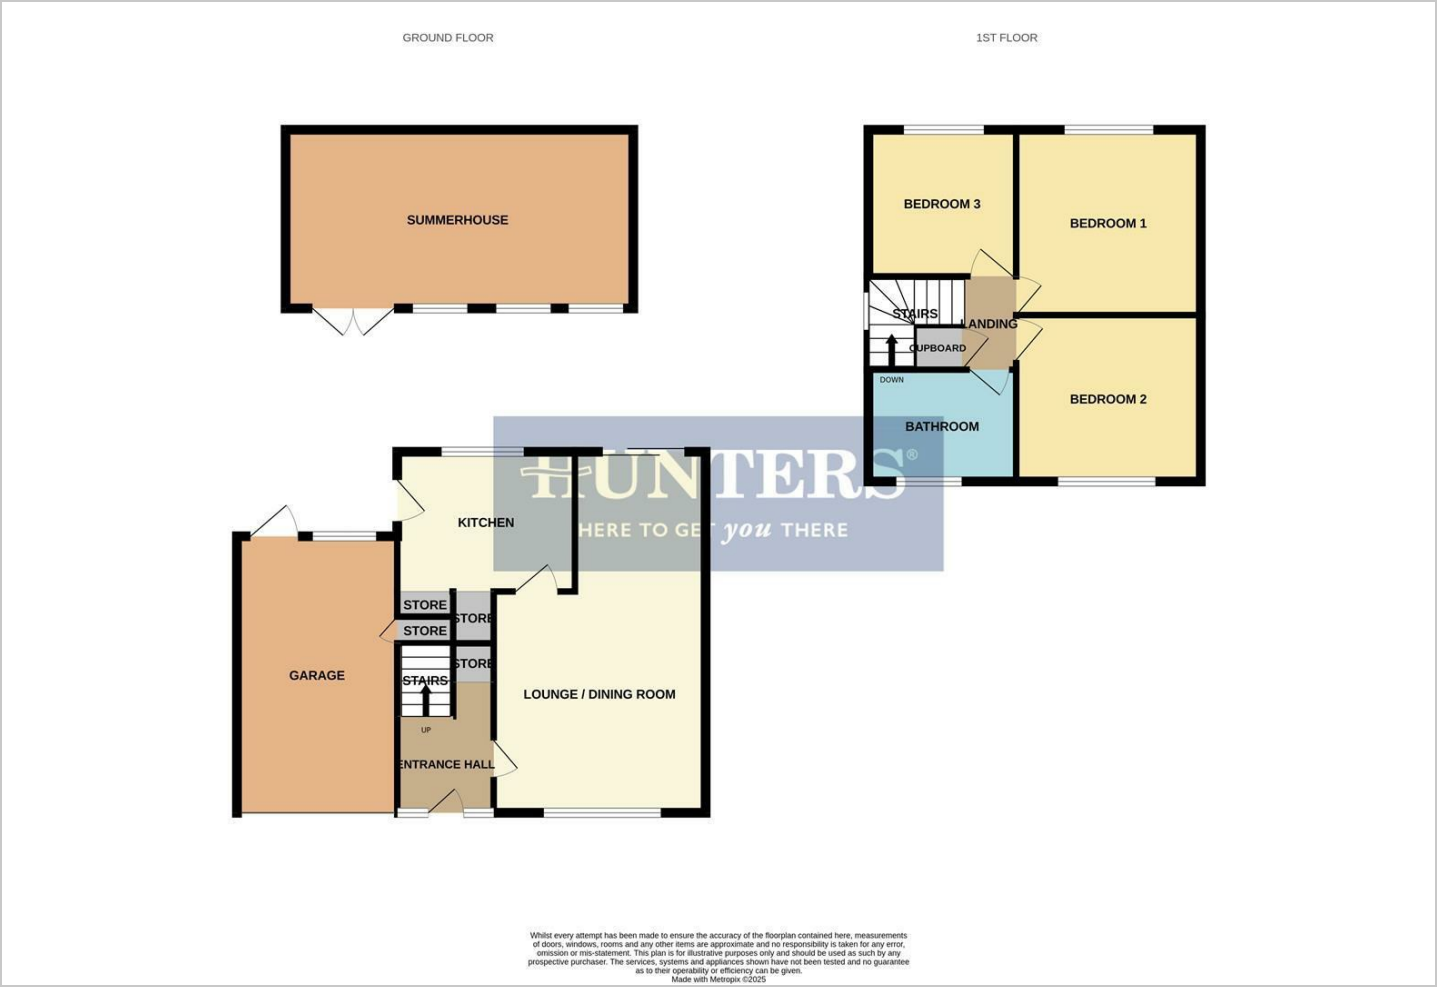 GROUND FLOOR
1ST FLOOR
SUMMERHOUSE
BEDROOM 3
BEDROOM 1
STAIRS
LANDING
CUPBOARD
DOWN
BEDROOM 2
BATHROOM
HUNTERS®
HERE TO GET you THERE
KITCHEN
STORE
STORE
STORE
STORE
GARAGE
STAIRS
LOUNGE / DINING ROOM
UP
ENTRANCE HALL
Whilst every attempt has been made to ensure the accuracy of the floorplan contained here, measurements
of doors, windows, rooms and any other items are approximate and no responsibility is taken for any error,
omission or mis-statement. This plan is for illustrative purposes only and should be used as such by any
prospective purchaser. The services, systems and appliances shown have not been tested and no guarantee
as to their operability or efficiency can be given.
Made with Metropix ©2025